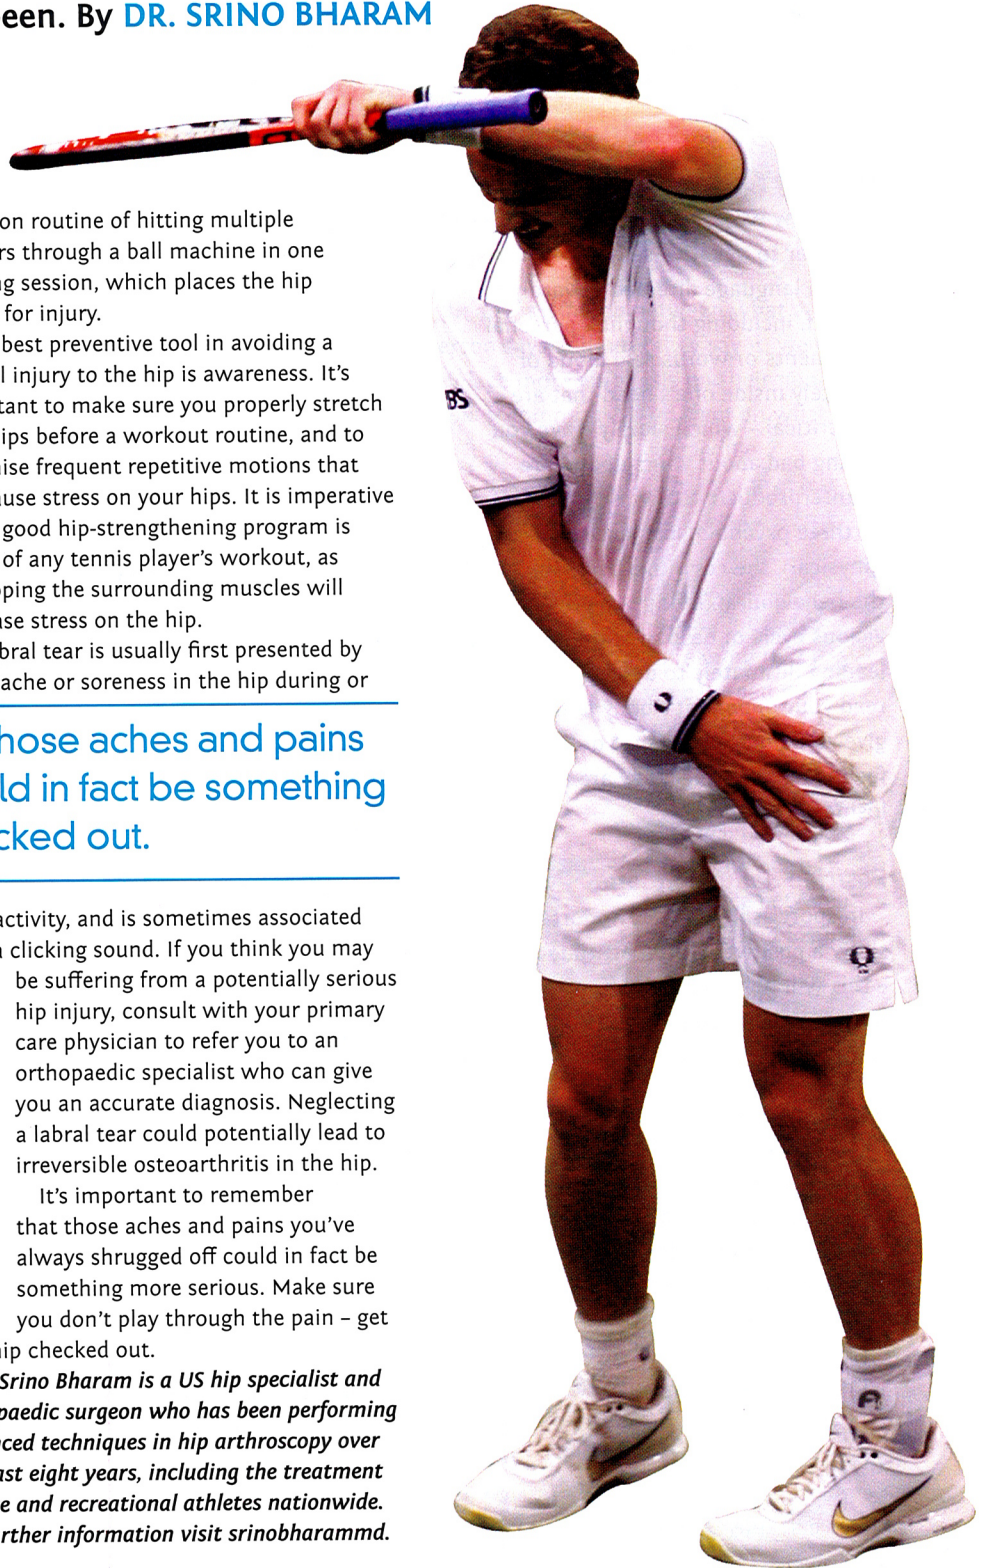 een. By DR. SRINO BHARAM
on routine of hitting multiple
rs through a ball machine in one
g session, which places the hip
for injury.
best preventive tool in avoiding a
l injury to the hip is awareness. It's
tant to make sure you properly stretch
ips before a workout routine, and to
ise frequent repetitive motions that
use stress on your hips. It is imperative
good hip-strengthening program is
of any tennis player's workout, as
ping the surrounding muscles will
ase stress on the hip.
bral tear is usually first presented by
ache or soreness in the hip during or
hose aches and pains
ld in fact be something
cked out.
activity, and is sometimes associated
a clicking sound. If you think you may
be suffering from a potentially serious
hip injury, consult with your primary
care physician to refer you to an
orthopaedic specialist who can give
you an accurate diagnosis. Neglecting
a labral tear could potentially lead to
irreversible osteoarthritis in the hip.
It's important to remember
that those aches and pains you've
always shrugged off could in fact be
something more serious. Make sure
you don't play through the pain – get
ip checked out.
Srino Bharam is a US hip specialist and
paedic surgeon who has been performing
ced techniques in hip arthroscopy over
ast eight years, including the treatment
e and recreational athletes nationwide.
rther information visit srinobharammd.
BS